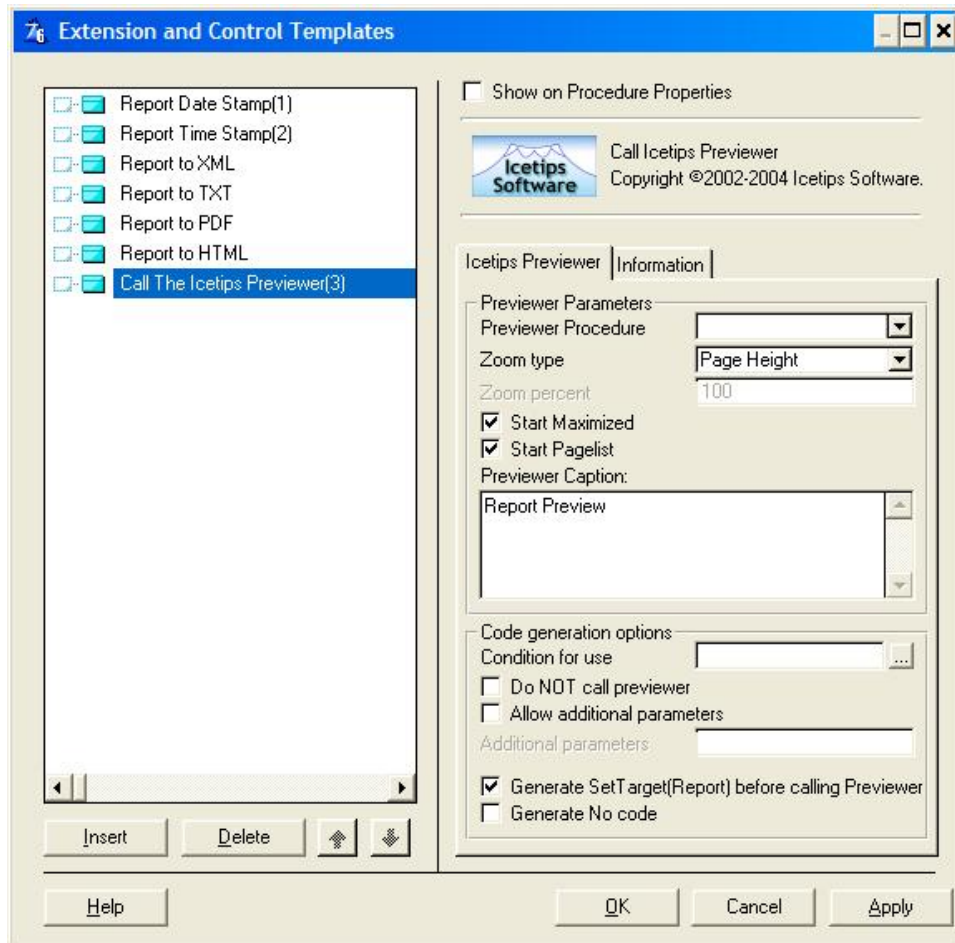 Extension and Control Templates
Report Date Stamp(1)
Report Time Stamp(2)
Report to XML
Report to TXT
Report to PDF
Report to HTML
Call The Icetips Previewer(3)
Insert
Delete
Show on Procedure Properties
Icetips
Software
Call Icetips Previewer
Copyright ©2002-2004 Icetips Software.
Icetips Previewer
Information
Previewer Parameters
Previewer Procedure
Zoom type
Page Height
Zoom percent
100
Start Maximized
Start Pagelist
Previewer Caption:
Report Preview
Code generation options
Condition for use
...
Do NOT call previewer
Allow additional parameters
Additional parameters
Generate SetTarget(Report) before calling Previewer
Generate No code
Help
OK
Cancel
Apply